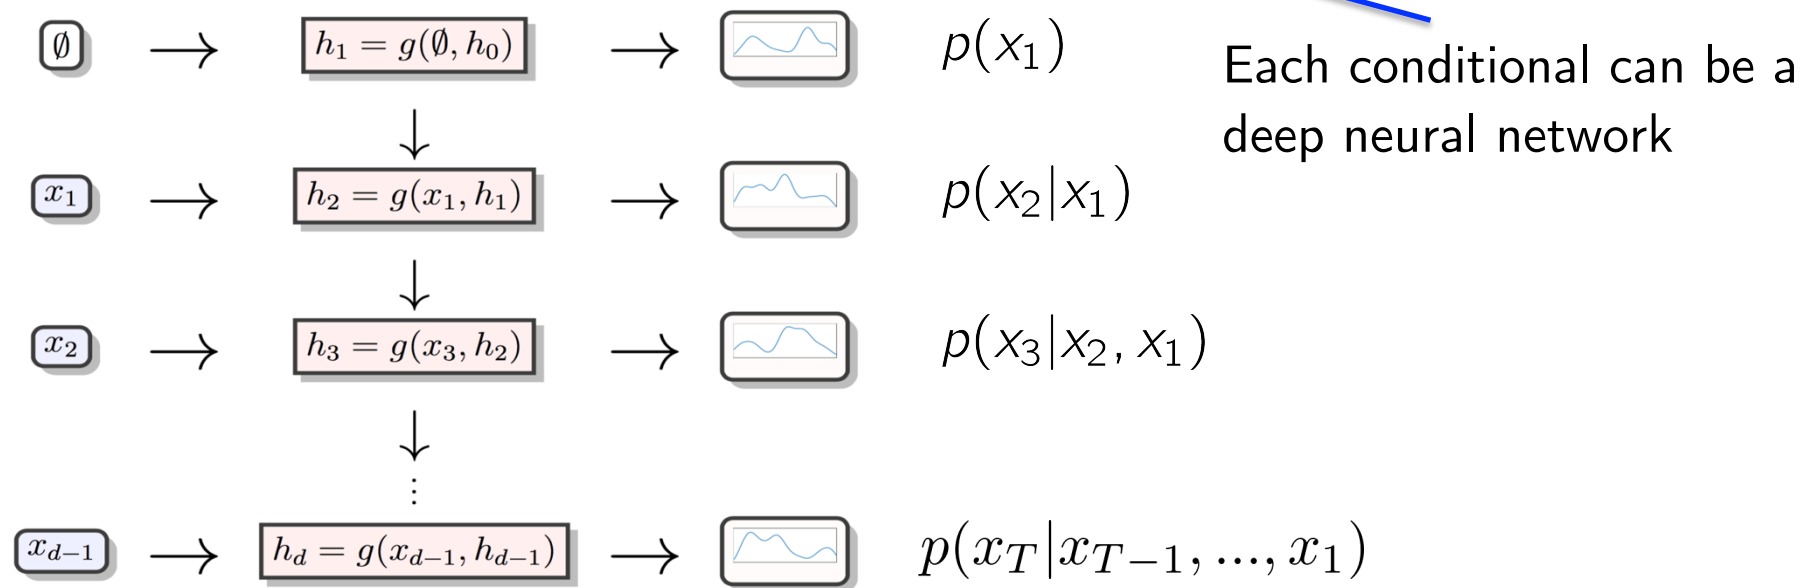 ∅ → h₁ = g(∅, h₀) → p(x₁)
Each conditional can be a
deep neural network
↓
x₁ → h₂ = g(x₁, h₁) → p(x₂|x₁)
↓
x₂ → h₃ = g(x₃, h₂) → p(x₃|x₂, x₁)
↓
⋮
x_{d−1} → h_d = g(x_{d−1}, h_{d−1}) → p(x_T|x_{T−1}, ..., x₁)